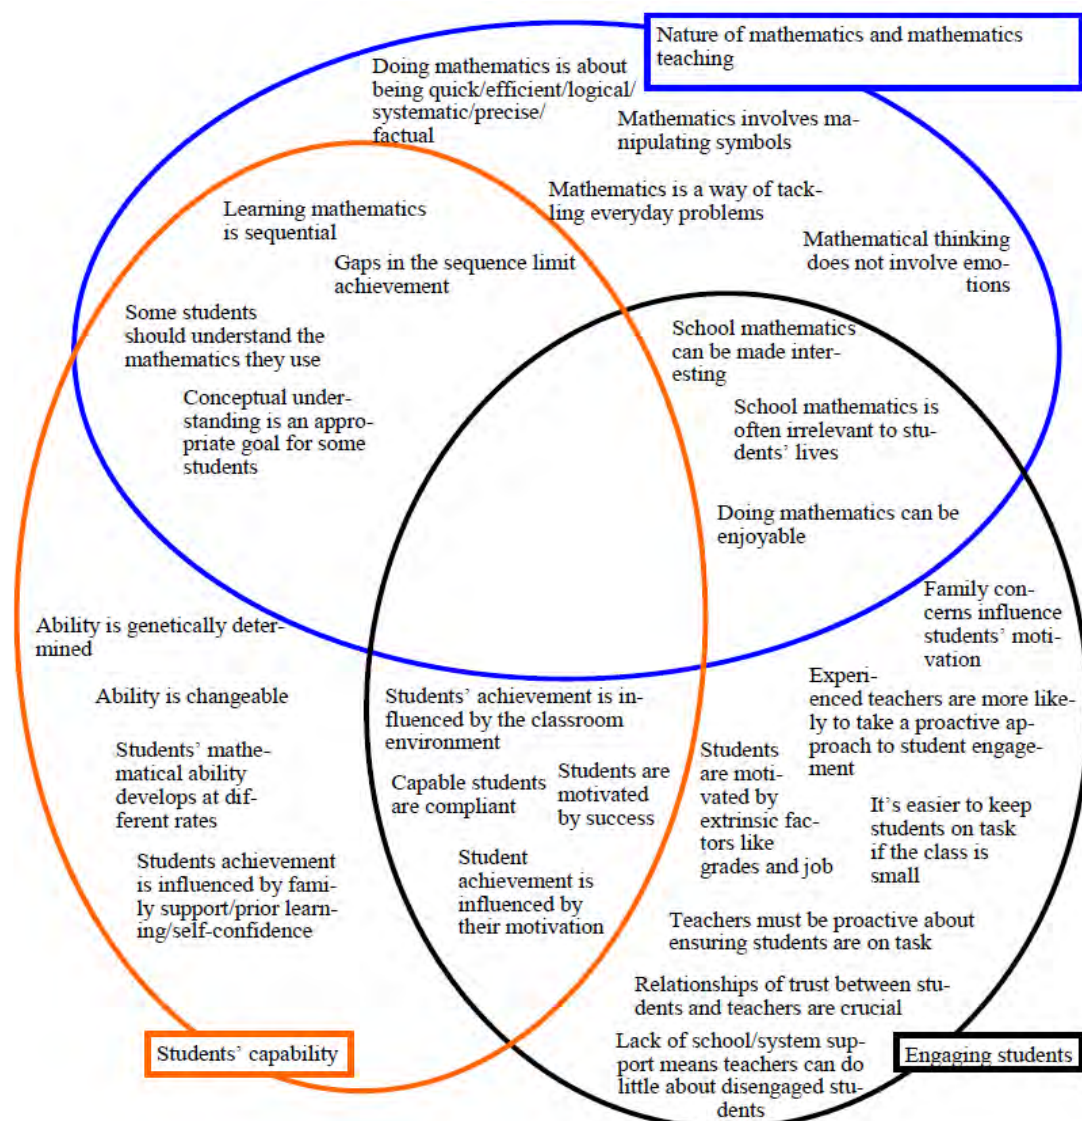 Nature of mathematics and mathematics
teaching
Doing mathematics is about
being quick/efficient/logical/
systematic/precise/
factual
Mathematics involves ma-
nipulating symbols
Mathematics is a way of tack-
ling everyday problems
Learning mathematics
is sequential
Mathematical thinking
does not involve emo-
tions
Gaps in the sequence limit
achievement
Some students
should understand the
mathematics they use
School mathematics
can be made inter-
esting
Conceptual under-
standing is an appro-
priate goal for some
students
School mathematics is
often irrelevant to stu-
dents’ lives
Doing mathematics can be
enjoyable
Family con-
cerns influence
students’ moti-
vation
Ability is genetically deter-
mined
Experi-
enced teachers are more like-
ly to take a proactive ap-
proach to student engage-
ment
Ability is changeable
Students’ achievement is in-
fluenced by the classroom
environment
Students’ mathe-
matical ability
develops at dif-
ferent rates
Capable students
are compliant
Students are
motivated
by success
Students
are moti-
vated by
extrinsic fac-
tors like
grades and job
It’s easier to keep
students on task
if the class is
small
Students achievement
is influenced by fami-
ly support/prior learn-
ing/self-confidence
Student
achievement is
influenced by
their motivation
Teachers must be proactive about
ensuring students are on task
Relationships of trust between stu-
dents and teachers are crucial
Lack of school/system sup-
port means teachers can do
little about disengaged stu-
dents
Students’ capability
Engaging students